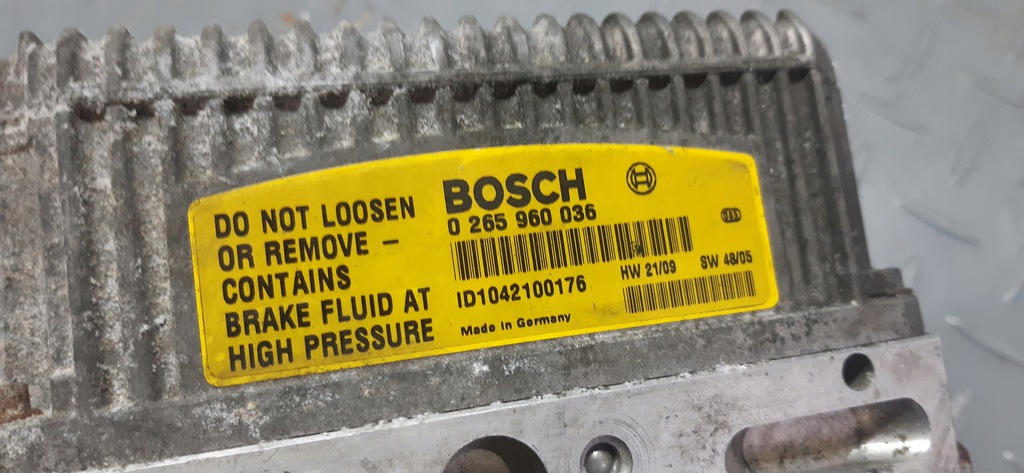 DO NOT LOOSEN
OR REMOVE –
CONTAINS
BRAKE FLUID AT
HIGH PRESSURE
BOSCH
0 265 960 036
ID1042100176
Made in Germany
HW 21/09 SW 48/05